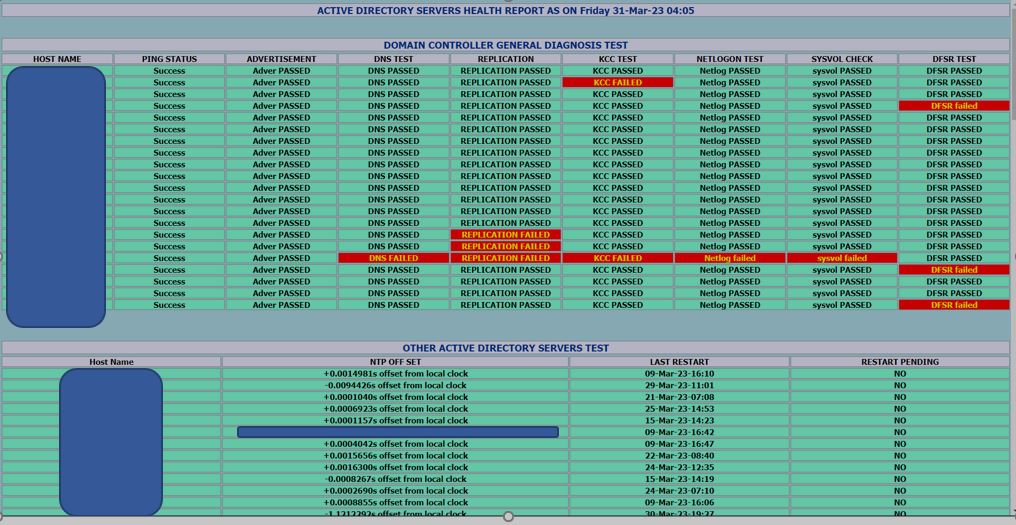 ACTIVE DIRECTORY SERVERS HEALTH REPORT AS ON Friday 31-Mar-23 04:05
DOMAIN CONTROLLER GENERAL DIAGNOSIS TEST
HOST NAME PING STATUS ADVERTISEMENT DNS TEST REPLICATION KCC TEST NETLOGON TEST SYSVOL CHECK DFSR TEST
Success Adver PASSED DNS PASSED REPLICATION PASSED KCC PASSED Netlog PASSED sysvol PASSED DFSR PASSED
Success Adver PASSED DNS PASSED REPLICATION PASSED KCC FAILED Netlog PASSED sysvol PASSED DFSR PASSED
Success Adver PASSED DNS PASSED REPLICATION PASSED KCC PASSED Netlog PASSED sysvol PASSED DFSR PASSED
Success Adver PASSED DNS PASSED REPLICATION PASSED KCC PASSED Netlog PASSED sysvol PASSED DFSR failed
Success Adver PASSED DNS PASSED REPLICATION PASSED KCC PASSED Netlog PASSED sysvol PASSED DFSR PASSED
Success Adver PASSED DNS PASSED REPLICATION PASSED KCC PASSED Netlog PASSED sysvol PASSED DFSR PASSED
Success Adver PASSED DNS PASSED REPLICATION PASSED KCC PASSED Netlog PASSED sysvol PASSED DFSR PASSED
Success Adver PASSED DNS PASSED REPLICATION PASSED KCC PASSED Netlog PASSED sysvol PASSED DFSR PASSED
Success Adver PASSED DNS PASSED REPLICATION PASSED KCC PASSED Netlog PASSED sysvol PASSED DFSR PASSED
Success Adver PASSED DNS PASSED REPLICATION PASSED KCC PASSED Netlog PASSED sysvol PASSED DFSR PASSED
Success Adver PASSED DNS PASSED REPLICATION PASSED KCC PASSED Netlog PASSED sysvol PASSED DFSR PASSED
Success Adver PASSED DNS PASSED REPLICATION PASSED KCC PASSED Netlog PASSED sysvol PASSED DFSR PASSED
Success Adver PASSED DNS PASSED REPLICATION PASSED KCC PASSED Netlog PASSED sysvol PASSED DFSR PASSED
Success Adver PASSED DNS PASSED REPLICATION PASSED KCC PASSED Netlog PASSED sysvol PASSED DFSR PASSED
Success Adver PASSED DNS PASSED REPLICATION FAILED KCC PASSED Netlog PASSED sysvol PASSED DFSR PASSED
Success Adver PASSED DNS PASSED REPLICATION FAILED KCC PASSED Netlog PASSED sysvol PASSED DFSR PASSED
Success Adver PASSED DNS FAILED REPLICATION FAILED KCC FAILED Netlog failed sysvol failed DFSR PASSED
Success Adver PASSED DNS PASSED REPLICATION PASSED KCC PASSED Netlog PASSED sysvol PASSED DFSR failed
Success Adver PASSED DNS PASSED REPLICATION PASSED KCC PASSED Netlog PASSED sysvol PASSED DFSR PASSED
Success Adver PASSED DNS PASSED REPLICATION PASSED KCC PASSED Netlog PASSED sysvol PASSED DFSR PASSED
Success Adver PASSED DNS PASSED REPLICATION PASSED KCC PASSED Netlog PASSED sysvol PASSED DFSR failed
OTHER ACTIVE DIRECTORY SERVERS TEST
Host Name NTP OFF SET LAST RESTART RESTART PENDING
+0.0014981s offset from local clock 09-Mar-23-16:10 NO
-0.0094426s offset from local clock 29-Mar-23-11:01 NO
+0.0001040s offset from local clock 21-Mar-23-07:08 NO
+0.0006923s offset from local clock 25-Mar-23-14:53 NO
+0.0001157s offset from local clock 15-Mar-23-14:23 NO
09-Mar-23-16:42 NO
+0.0004042s offset from local clock 09-Mar-23-16:47 NO
+0.0015656s offset from local clock 22-Mar-23-08:40 NO
+0.0016300s offset from local clock 24-Mar-23-12:35 NO
-0.0008267s offset from local clock 15-Mar-23-14:19 NO
+0.0002690s offset from local clock 24-Mar-23-07:10 NO
+0.0008855s offset from local clock 09-Mar-23-16:06 NO
offset from local clock 30-Mar-23-19:27 NO